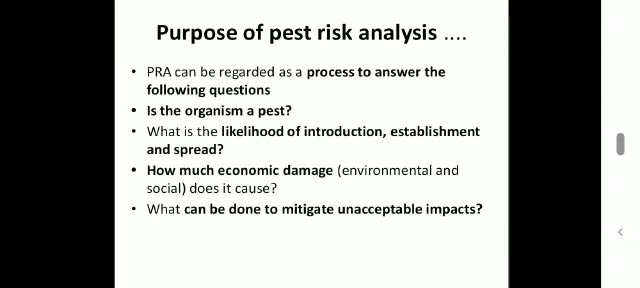 Purpose of pest risk analysis ....
• PRA can be regarded as a process to answer the
following questions
• Is the organism a pest?
• What is the likelihood of introduction, establishment
and spread?
• How much economic damage (environmental and
social) does it cause?
• What can be done to mitigate unacceptable impacts?